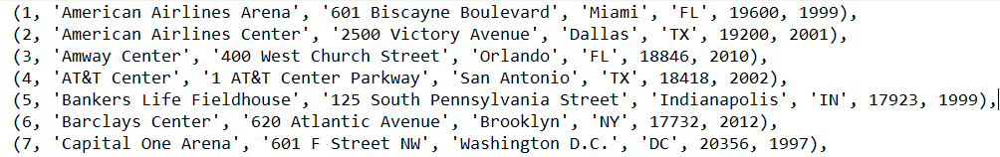 (1, 'American Airlines Arena', '601 Biscayne Boulevard', 'Miami', 'FL', 19600, 1999),
(2, 'American Airlines Center', '2500 Victory Avenue', 'Dallas', 'TX', 19200, 2001),
(3, 'Amway Center', '400 West Church Street', 'Orlando', 'FL', 18846, 2010),
(4, 'AT&T Center', '1 AT&T Center Parkway', 'San Antonio', 'TX', 18418, 2002),
(5, 'Bankers Life Fieldhouse', '125 South Pennsylvania Street', 'Indianapolis', 'IN', 17923, 1999),
(6, 'Barclays Center', '620 Atlantic Avenue', 'Brooklyn', 'NY', 17732, 2012),
(7, 'Capital One Arena', '601 F Street NW', 'Washington D.C.', 'DC', 20356, 1997),